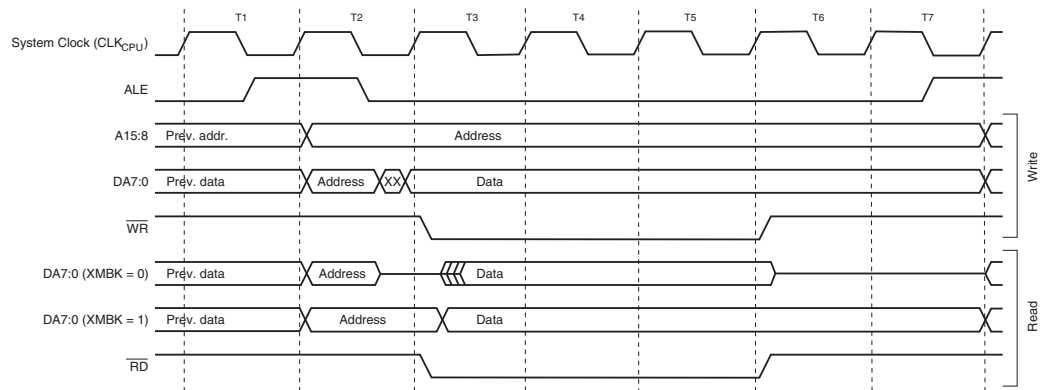 T1 T2 T3 T4 T5 T6 T7
System Clock (CLKCPU)
ALE
A15:8 Prev. addr. Address
DA7:0 Prev. data Address XX Data
WR
Write
DA7:0 (XMBK = 0) Prev. data Address Data
DA7:0 (XMBK = 1) Prev. data Address Data
RD
Read